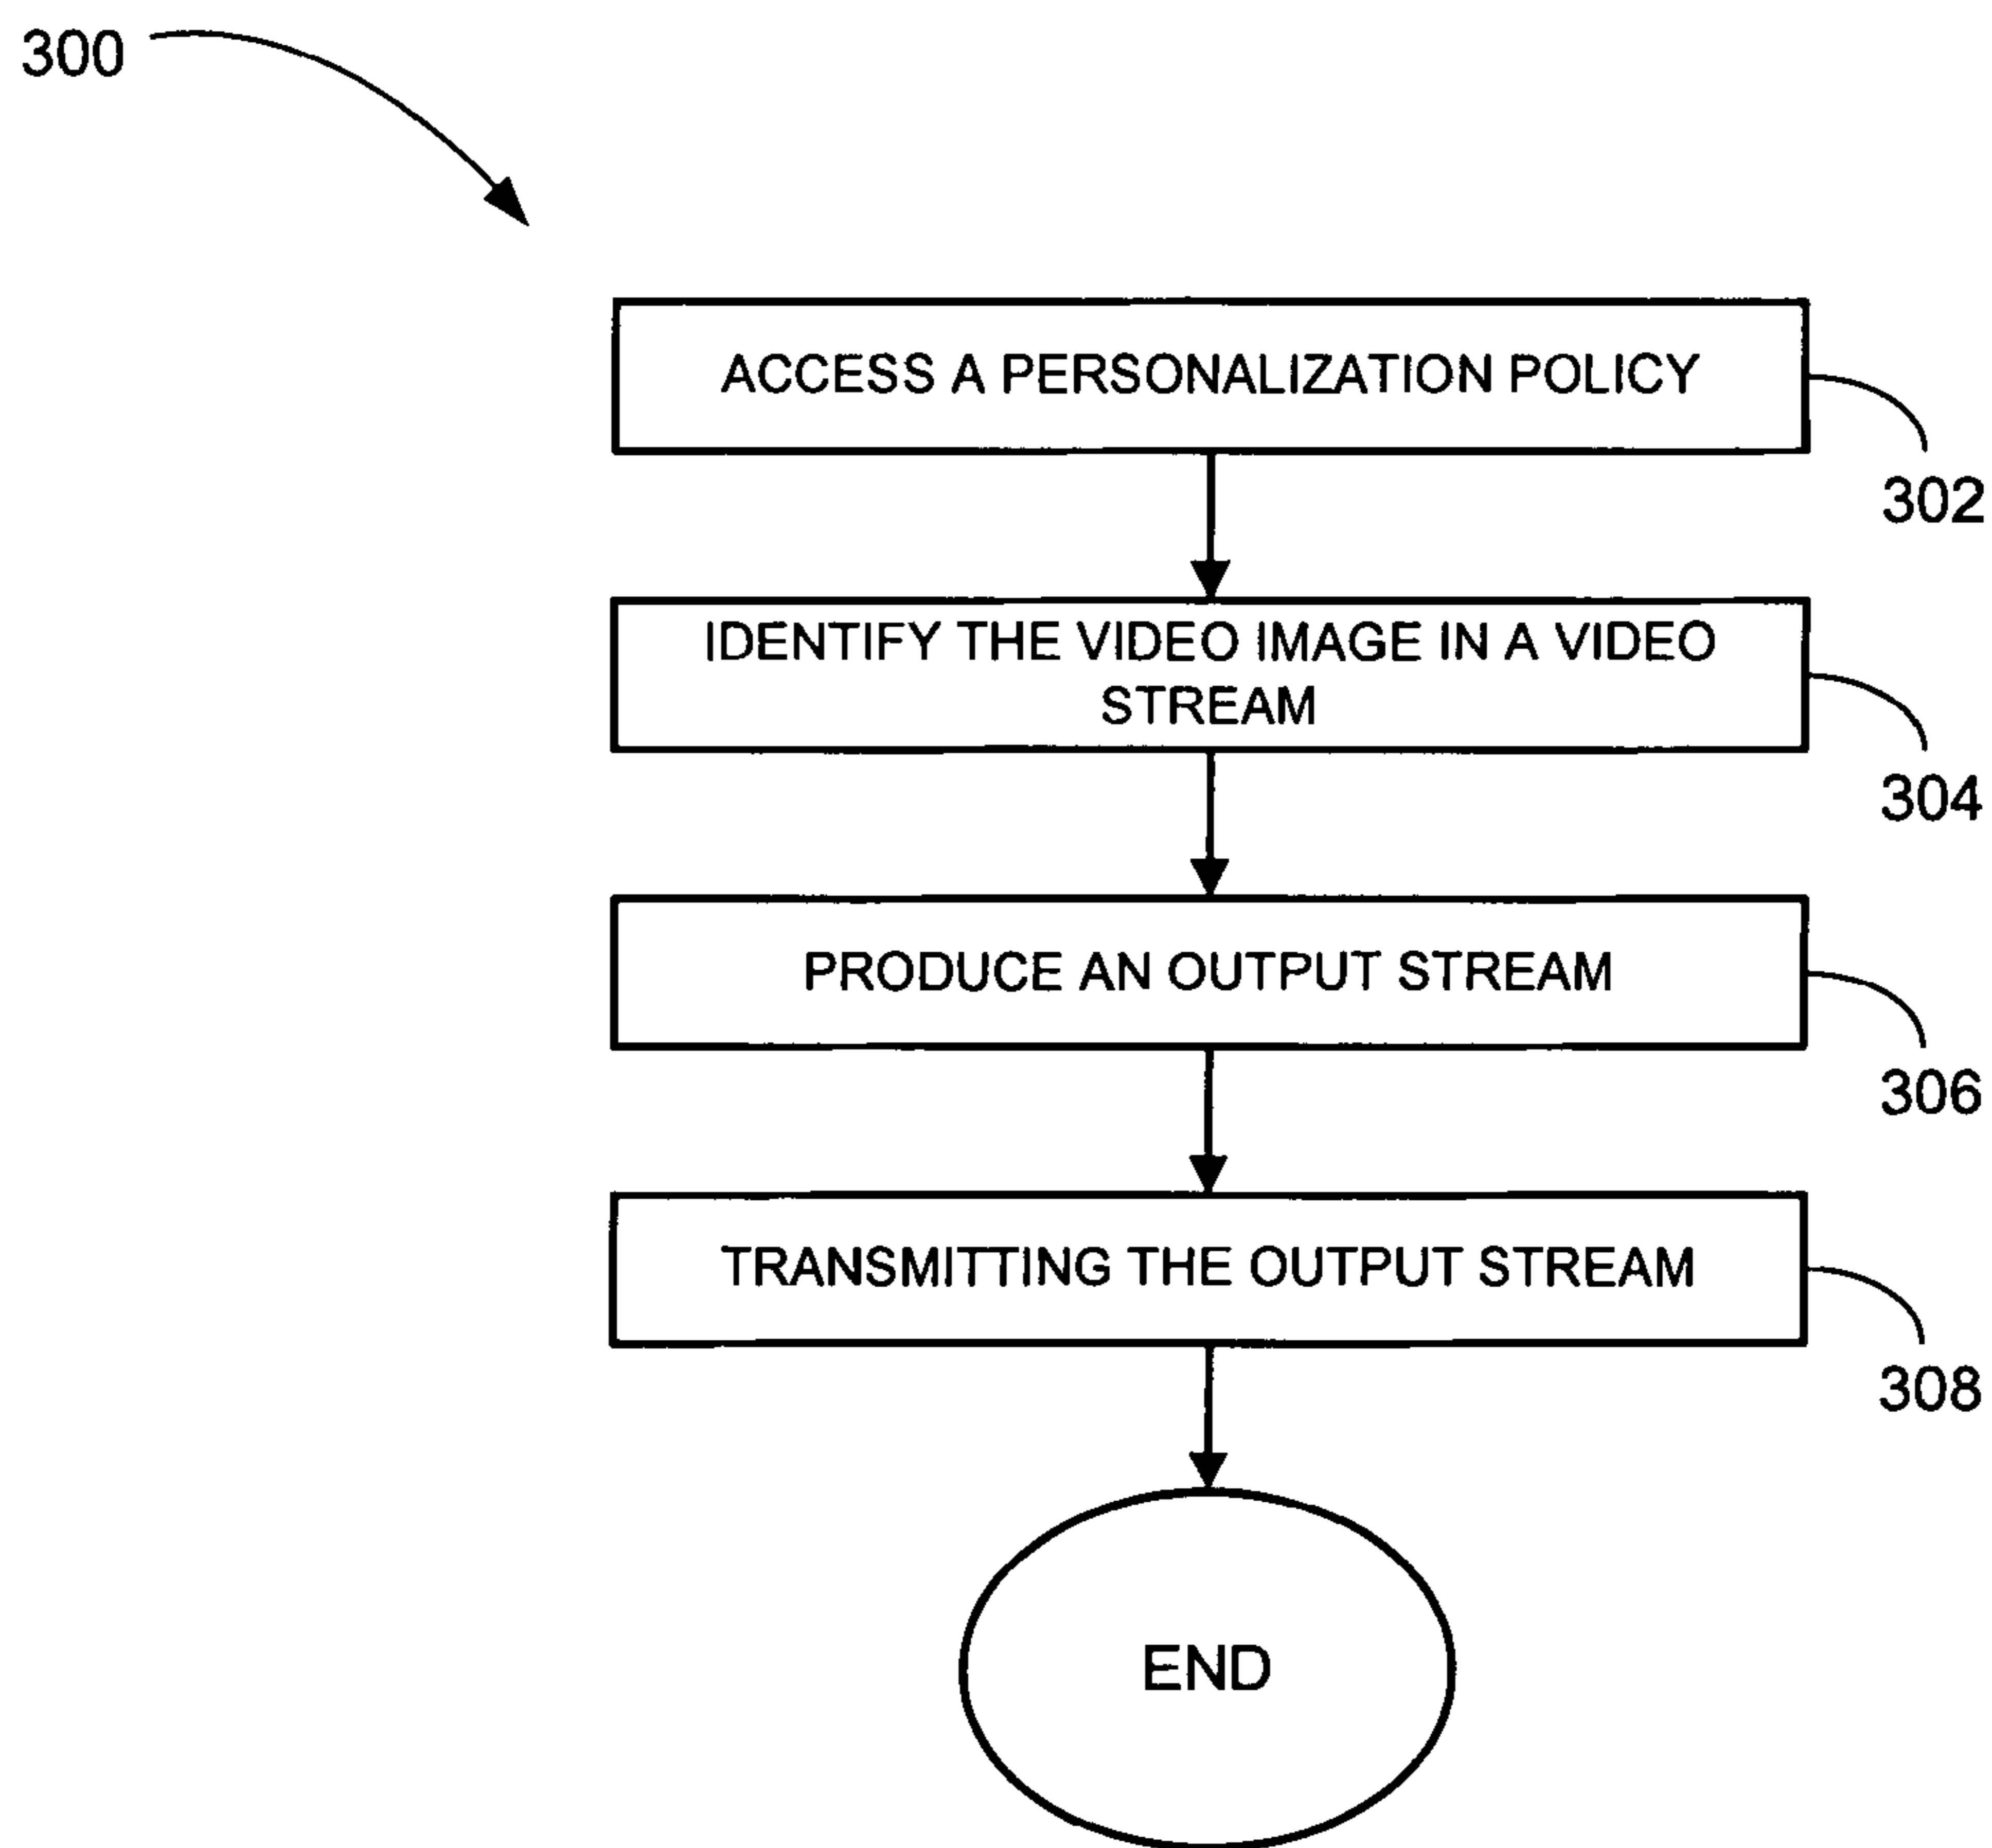 300
ACCESS A PERSONALIZATION POLICY
302
IDENTIFY THE VIDEO IMAGE IN A VIDEO
STREAM
304
PRODUCE AN OUTPUT STREAM
306
TRANSMITTING THE OUTPUT STREAM
308
END